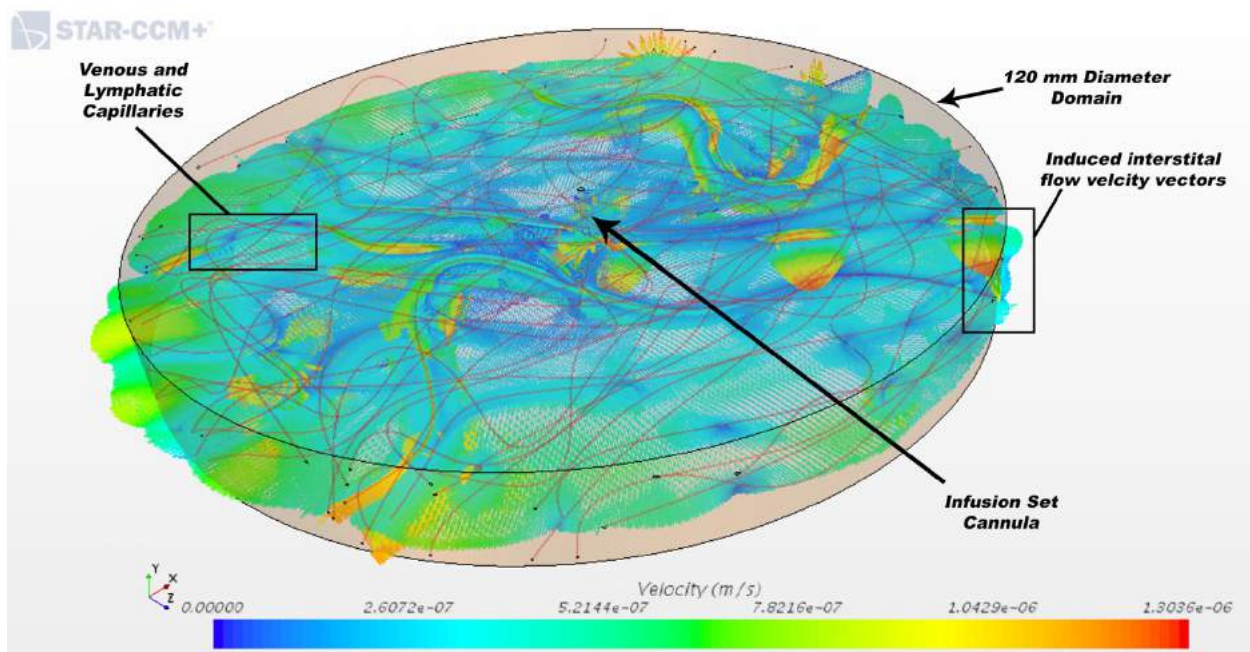 STAR-CCM+
Venous and
Lymphatic
Capillaries
120 mm Diameter
Domain
Induced interstital
flow velcity vectors
Infusion Set
Cannula
Y
X
Z
Velocity (m/s)
0.00000 2.6072e-07 5.2144e-07 7.8216e-07 1.0429e-06 1.3036e-06